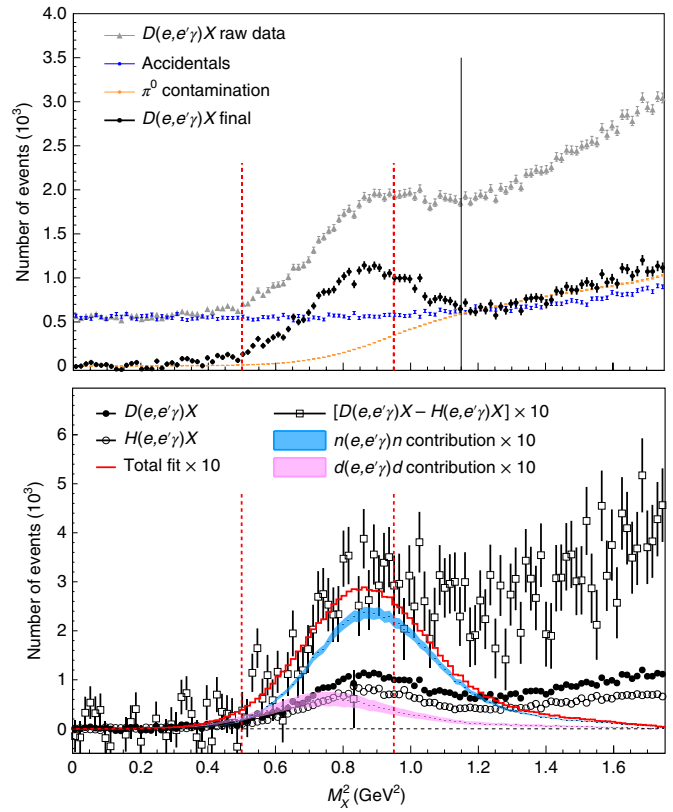 4.0
3.5
3.0
2.5
2.0
1.5
1.0
0.5
0
Number of events (10³)
D(e,e′γ)X raw data
Accidentals
π⁰ contamination
D(e,e′γ)X final
6
5
4
3
2
1
0
Number of events (10³)
D(e,e′γ)X
H(e,e′γ)X
Total fit × 10
[D(e,e′γ)X – H(e,e′γ)X] × 10
n(e,e′γ)n contribution × 10
d(e,e′γ)d contribution × 10
0 0.2 0.4 0.6 0.8 1.0 1.2 1.4 1.6
M²X (GeV²)